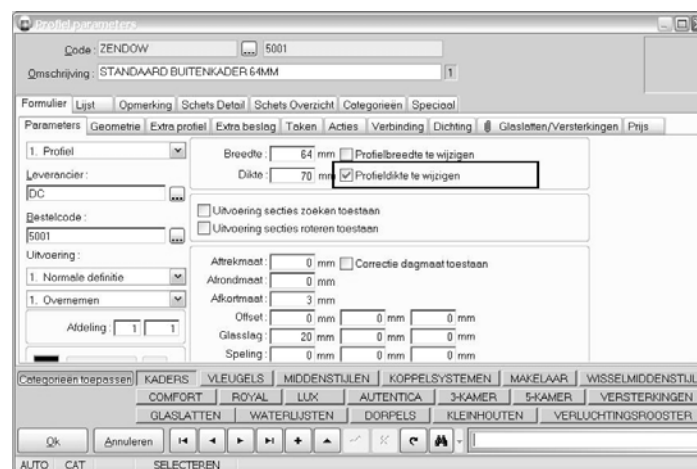 Profiel parameters
Code : ZENDOW ... 5001
Omschrijving : STANDAARD BUITENKADER 64MM 1
Formulier Lijst Opmerking Schets Detail Schets Overzicht Categorieën Speciaal
Parameters Geometrie Extra profiel Extra beslag Taken Acties Verbinding Dichting Glaslatten/Versterkingen Prijs
1. Profiel
Breedte : 64 mm Profielbreedte te wijzigen
Leverancier :
Dikte : 70 mm Profieldikte te wijzigen
DC ...
Bestelcode :
Uitvoering secties zoeken toestaan
5001 ...
Uitvoering secties roteren toestaan
Uitvoering :
1. Normale definitie
Aftrekmaat : 0 mm Correctie dagmaat toestaan
Afrondmaat : 0 mm
1. Overnemen
Afkortmaat : 3 mm
Afdeling : 1 1
Offset : 0 mm 0 mm 0 mm
Glasslag : 20 mm 0 mm 0 mm
Speling : 0 mm 0 mm 0 mm
Categorieën toepassen KADERS VLEUGELS MIDDENSTIJLEN KOPPELSYSTEMEN MAKELAAR WISSELMIDDENSTIJL
COMFORT ROYAL LUX AUTENTICA 3-KAMER 5-KAMER VERSTERKINGEN
GLASLATTEN WATERLIJSTEN DORPELS KLEINHOUTEN VERLUCHTINGSROOSTER
Ok Annuleren
AUTO CAT SELECTEREN